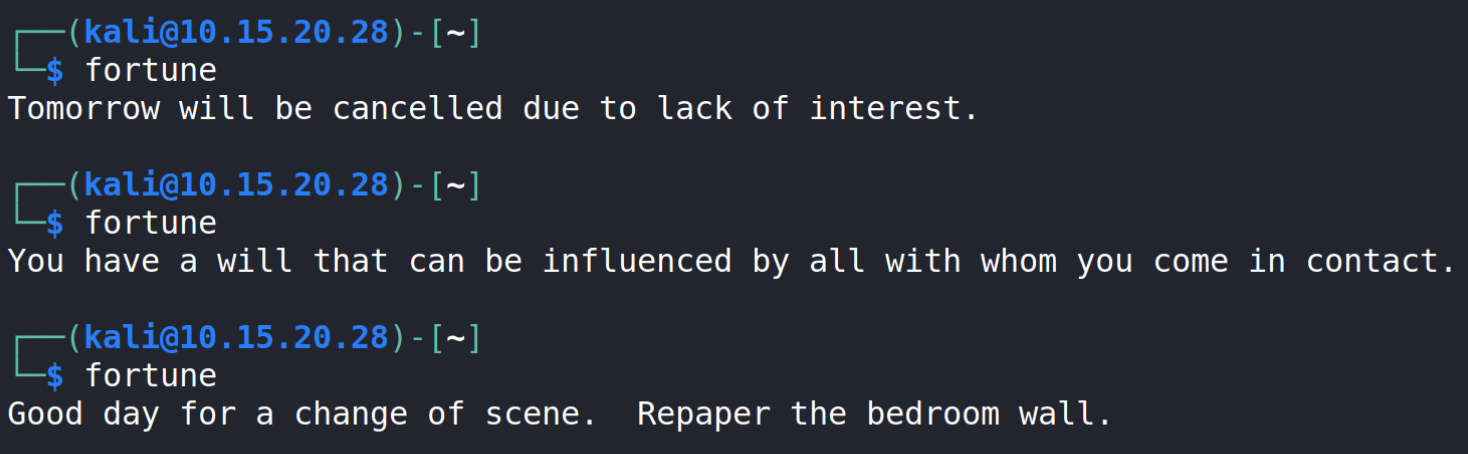 ┌──(kali@10.15.20.28)-[~]
└─$ fortune
Tomorrow will be cancelled due to lack of interest.
┌──(kali@10.15.20.28)-[~]
└─$ fortune
You have a will that can be influenced by all with whom you come in contact.
┌──(kali@10.15.20.28)-[~]
└─$ fortune
Good day for a change of scene.  Repaper the bedroom wall.